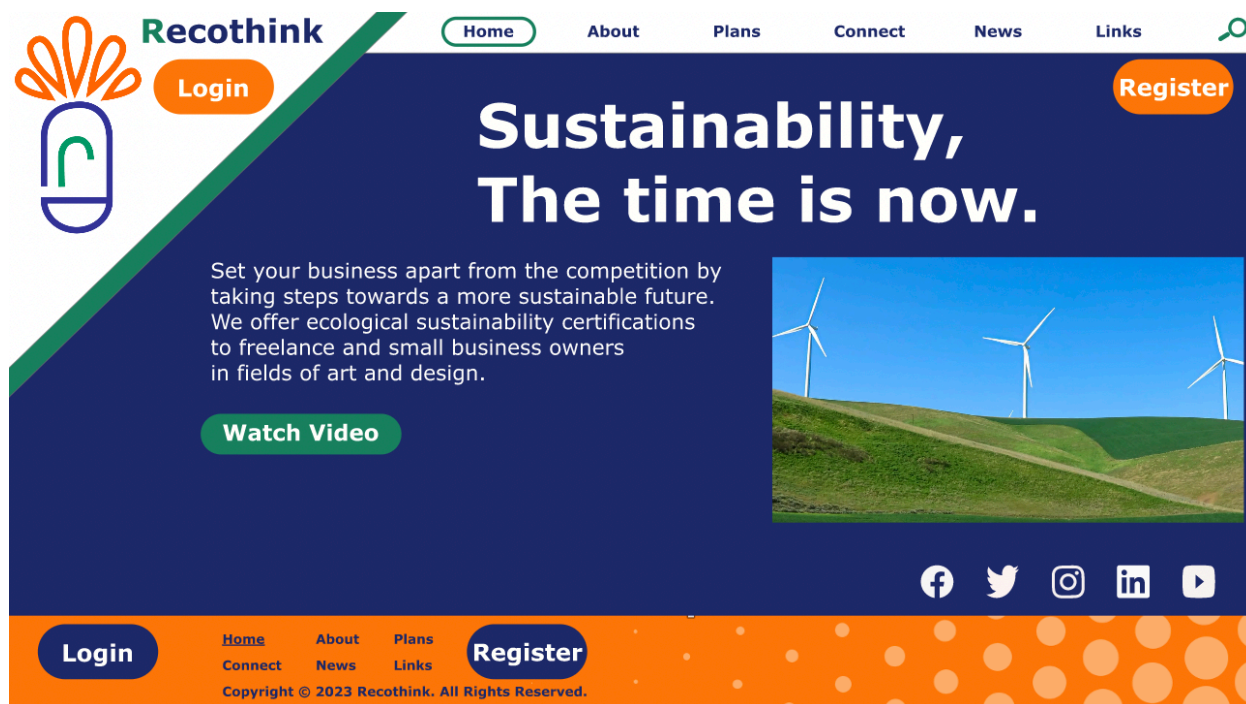 Recothink
Home About Plans Connect News Links
Login
Register
Sustainability,
The time is now.
Set your business apart from the competition by
taking steps towards a more sustainable future.
We offer ecological sustainability certifications
to freelance and small business owners
in fields of art and design.
Watch Video
Login
Home About Plans
Connect News Links
Register
Copyright © 2023 Recothink. All Rights Reserved.